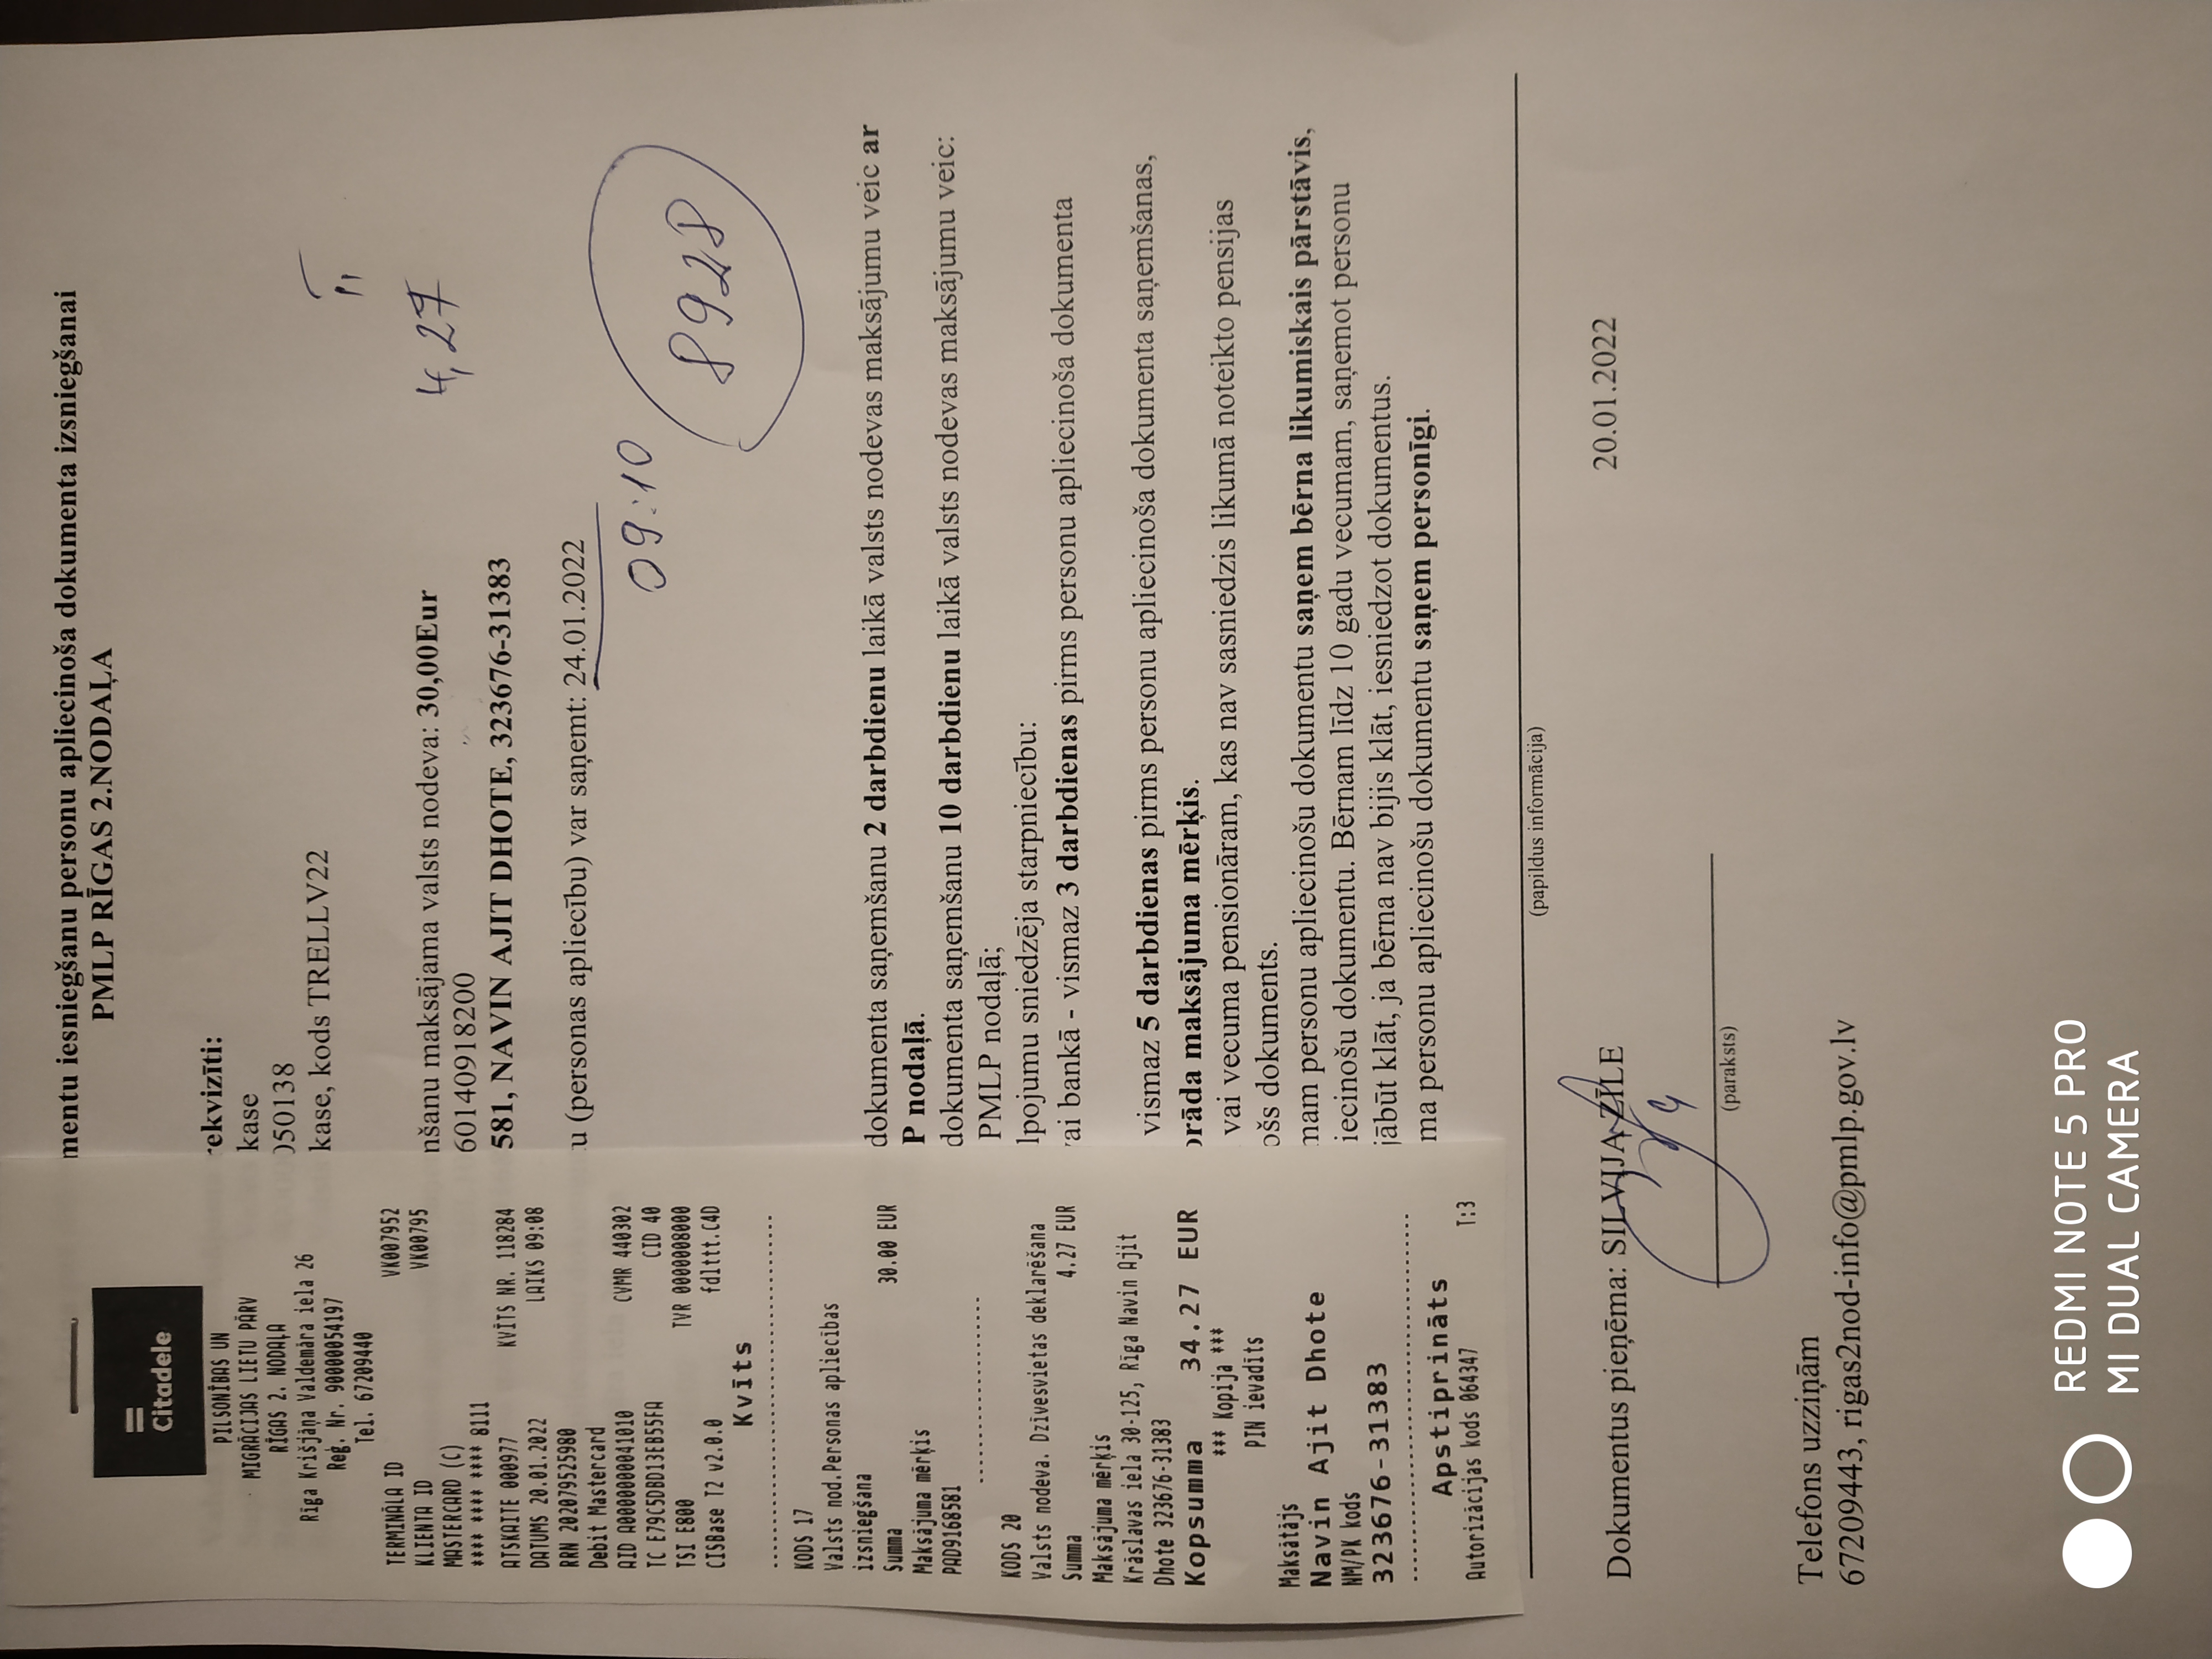 Citadele
PILSONĪBAS UN
MIGRĀCIJAS LIETU PĀRV
RĪGAS 2. NODAĻA
Rīga Krišjāņa Valdemāra iela 26
Reģ. Nr. 90000054197
Tel. 67209440
TERMINĀLA ID VK007952
KLIENTA ID VK00795
MASTERCARD (C)
**** **** **** 8111
ATSKAITE 000977 KVĪTS NR. 118284
DATUMS 20.01.2022 LAIKS 09:08
RRN 202079525980
Debit Mastercard
AID A0000000041010 CVMR 440302
TC E79C5DBD13EB55FA CID 40
TSI E800 TVR 0000008000
CISBase T2 v2.0.0 fdlttt.C4D
Kvīts
KODS 17
Valsts nod.Personas apliecības
izsniegšana
Summa 30.00 EUR
Maksājuma mērķis
PAD9168581
KODS 20
Valsts nodeva. Dzīvesvietas deklarēšana
Summa 4.27 EUR
Maksājuma mērķis
Krāslavas iela 30-125, Rīga Navin Ajit
Dhote 323676-31383
Kopsumma 34.27 EUR
*** Kopija ***
PIN ievadīts
Maksātājs
Navin Ajit Dhote
NM/PK kods
323676-31383
Apstiprināts
Autorizācijas kods 064347 T:3
mentu iesniegšanu personu apliecinoša dokumenta izsniegšanai
PMLP RĪGAS 2.NODAĻA
rekvizīti:
kase
050138
kase, kods TRELLV22
II
nšanu maksājama valsts nodeva: 30,00Eur
4,27
60140918200
581, NAVIN AJIT DHOTE, 323676-31383
u (personas apliecību) var saņemt: 24.01.2022
09:10
8928
dokumenta saņemšanu 2 darbdienu laikā valsts nodevas maksājumu veic ar
P nodaļā.
dokumenta saņemšanu 10 darbdienu laikā valsts nodevas maksājumu veic:
PMLP nodaļā;
lpojumu sniedzēja starpniecību:
vai bankā - vismaz 3 darbdienas pirms personu apliecinoša dokumenta
vismaz 5 darbdienas pirms personu apliecinoša dokumenta saņemšanas,
orāda maksājuma mērķis.
vai vecuma pensionāram, kas nav sasniedzis likumā noteikto pensijas
ošs dokuments.
mam personu apliecinošu dokumentu saņem bērna likumiskais pārstāvis,
iecinošu dokumentu. Bērnam līdz 10 gadu vecumam, saņemot personu
jābūt klāt, ja bērna nav bijis klāt, iesniedzot dokumentus.
ma personu apliecinošu dokumentu saņem personīgi.
(papildus informācija)
Dokumentus pieņēma: SILVIJA ZĪLE 20.01.2022
(paraksts)
Telefons uzziņām
67209443, rigas2nod-info@pmlp.gov.lv
REDMI NOTE 5 PRO
MI DUAL CAMERA